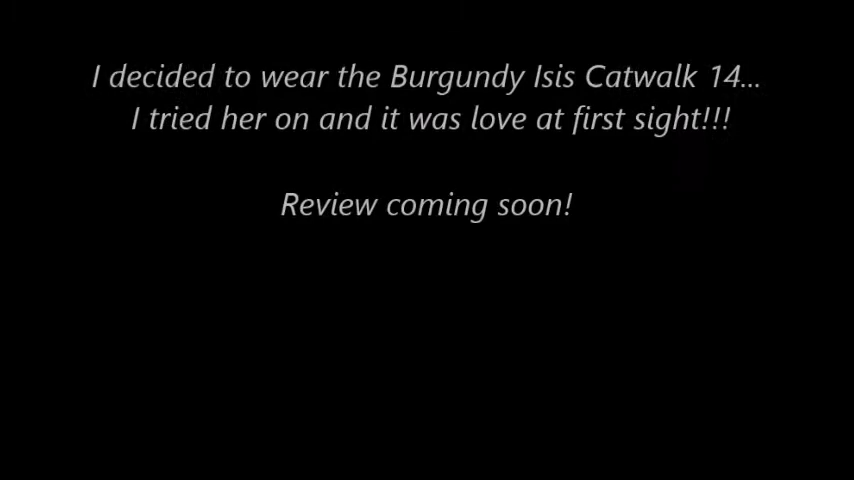 I decided to wear the Burgundy Isis Catwalk 14...
I tried her on and it was love at first sight!!!
Review coming soon!